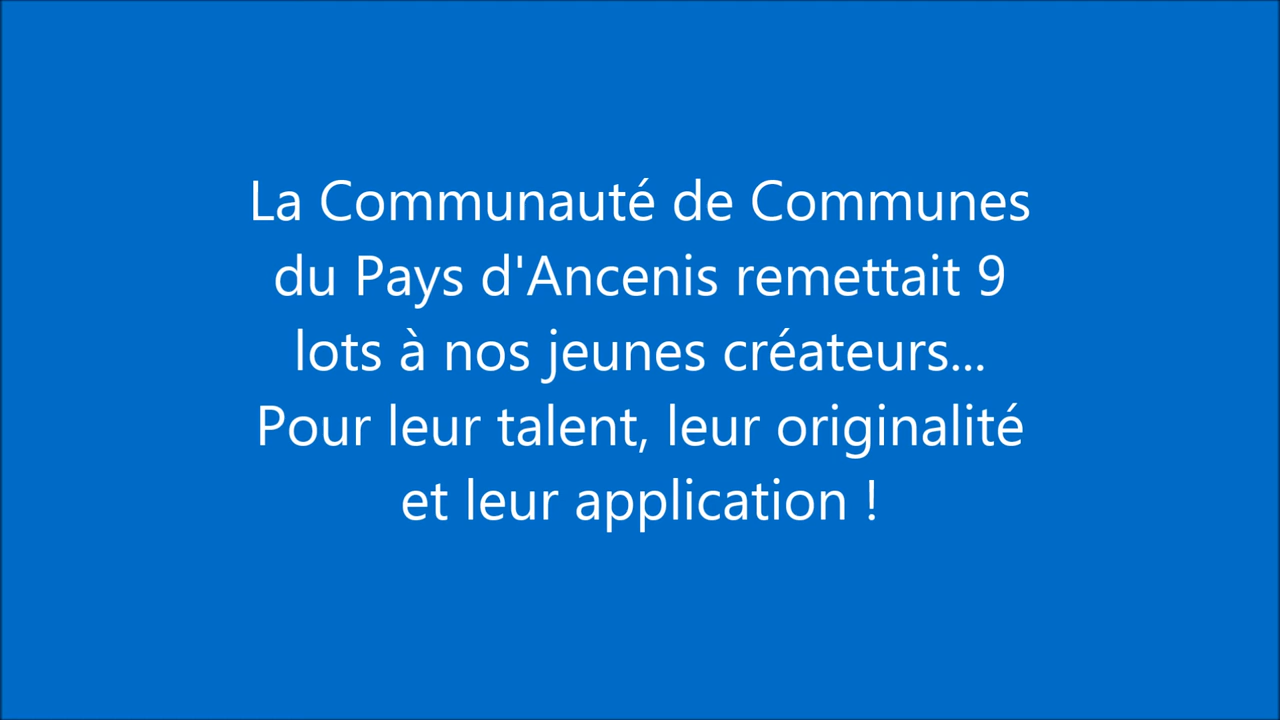 La Communauté de Communes
du Pays d'Ancenis remettait 9
lots à nos jeunes créateurs...
Pour leur talent, leur originalité
et leur application !